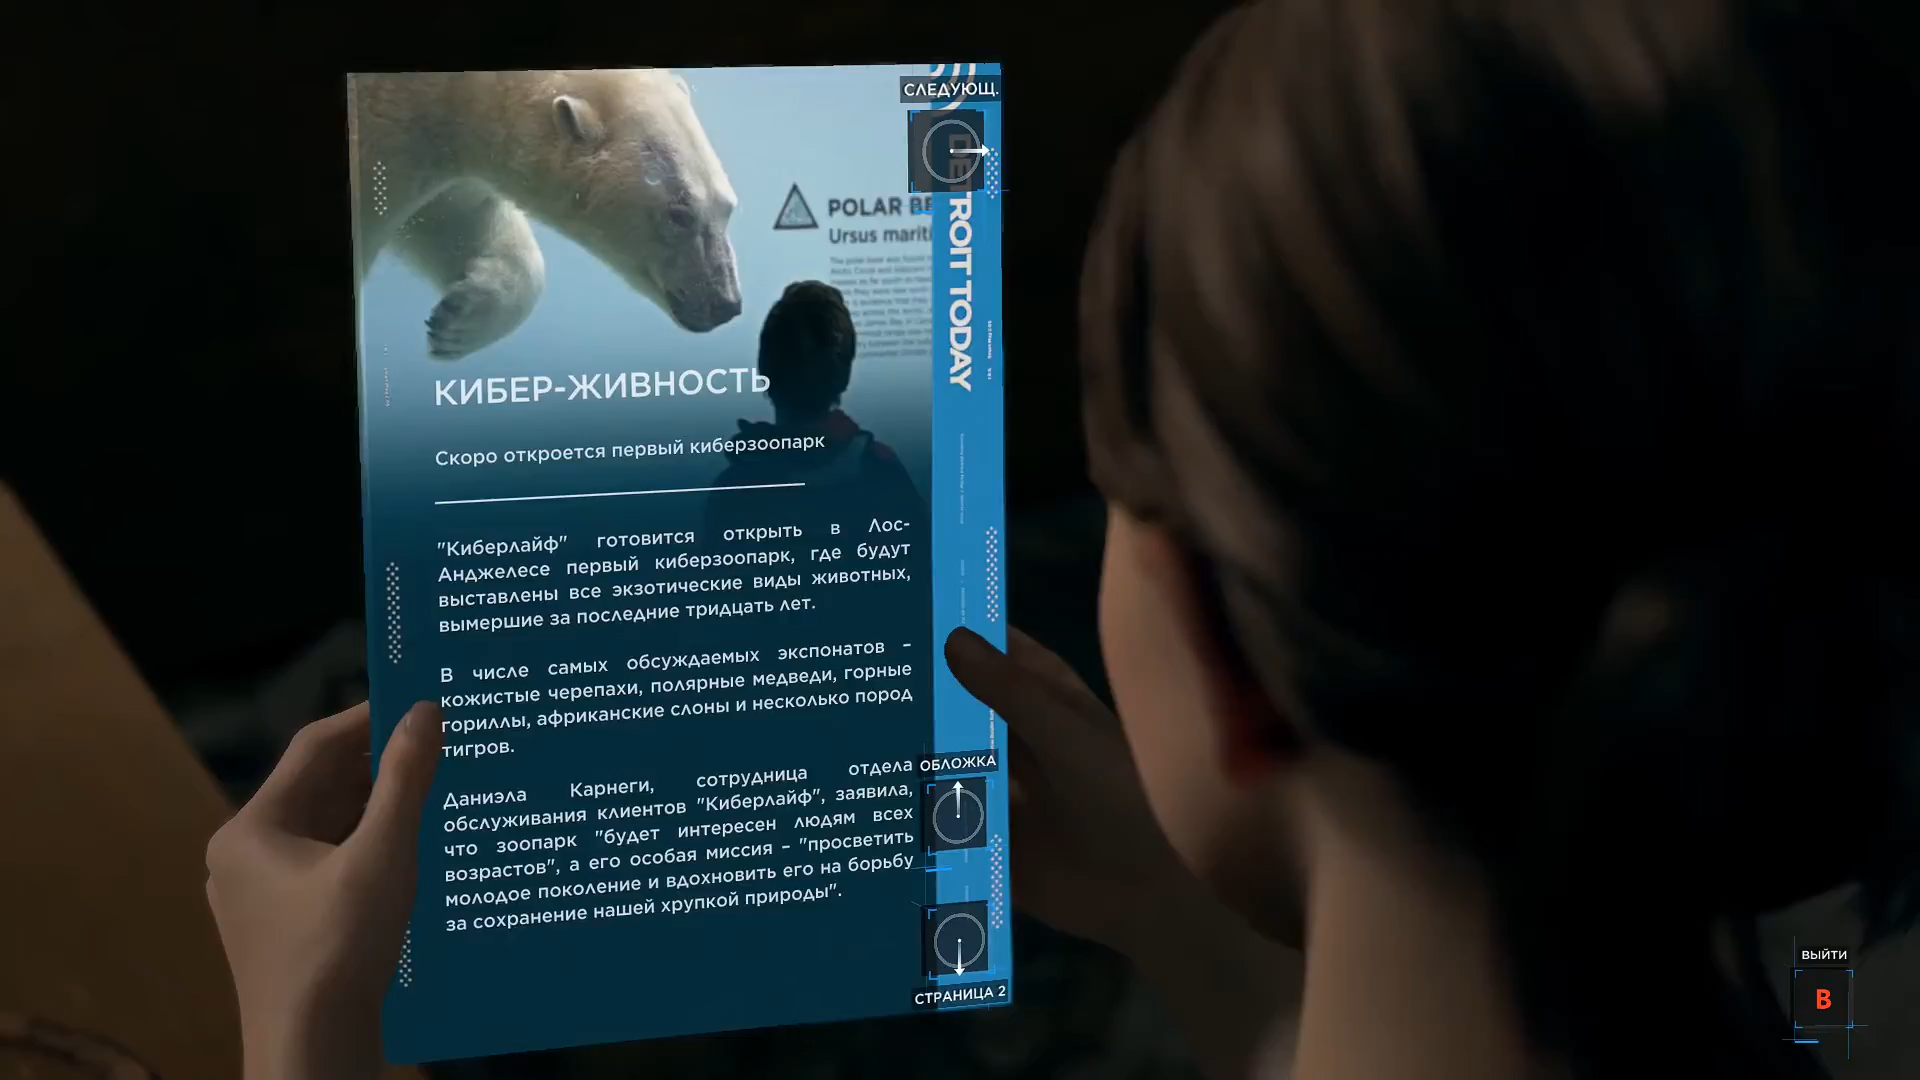 СЛЕДУЮЩ.
POLAR BE
Ursus mariti
DETROIT TODAY
КИБЕР-ЖИВНОСТЬ
Скоро откроется первый киберзоопарк
"Киберлайф" готовится открыть в Лос-
Анджелесе первый киберзоопарк, где будут
выставлены все экзотические виды животных,
вымершие за последние тридцать лет.
В числе самых обсуждаемых экспонатов –
кожистые черепахи, полярные медведи, горные
гориллы, африканские слоны и несколько пород
тигров.
Даниэла Карнеги, сотрудница отдела
обслуживания клиентов "Киберлайф", заявила,
что зоопарк "будет интересен людям всех
возрастов", а его особая миссия – "просветить
молодое поколение и вдохновить его на борьбу
за сохранение нашей хрупкой природы".
ОБЛОЖКА
СТРАНИЦА 2
ВЫЙТИ
B